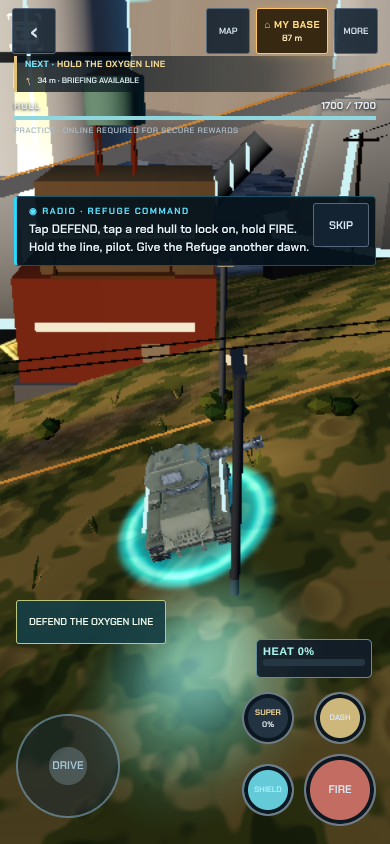 MAP
⌂ MY BASE
87 m
MORE
NEXT · HOLD THE OXYGEN LINE
34 m · BRIEFING AVAILABLE
HULL
1700 / 1700
PRACTICE · ONLINE REQUIRED FOR SECURE REWARDS
◉ RADIO · REFUGE COMMAND
Tap DEFEND, tap a red hull to lock on, hold FIRE.
Hold the line, pilot. Give the Refuge another dawn.
SKIP
DEFEND THE OXYGEN LINE
HEAT 0%
SUPER
0%
DASH
DRIVE
SHIELD
FIRE